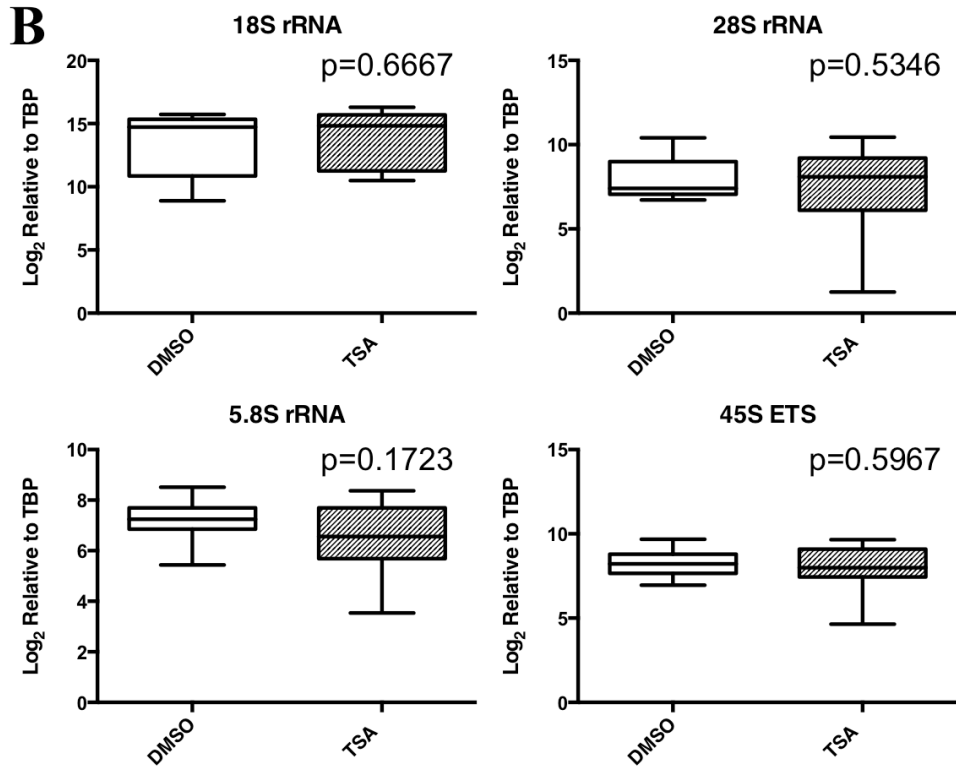 B
18S rRNA
p=0.6667
Log₂ Relative to TBP
20
15
10
5
0
DMSO
TSA
28S rRNA
p=0.5346
Log₂ Relative to TBP
15
10
5
0
DMSO
TSA
5.8S rRNA
p=0.1723
Log₂ Relative to TBP
10
8
6
4
2
0
DMSO
TSA
45S ETS
p=0.5967
Log₂ Relative to TBP
15
10
5
0
DMSO
TSA